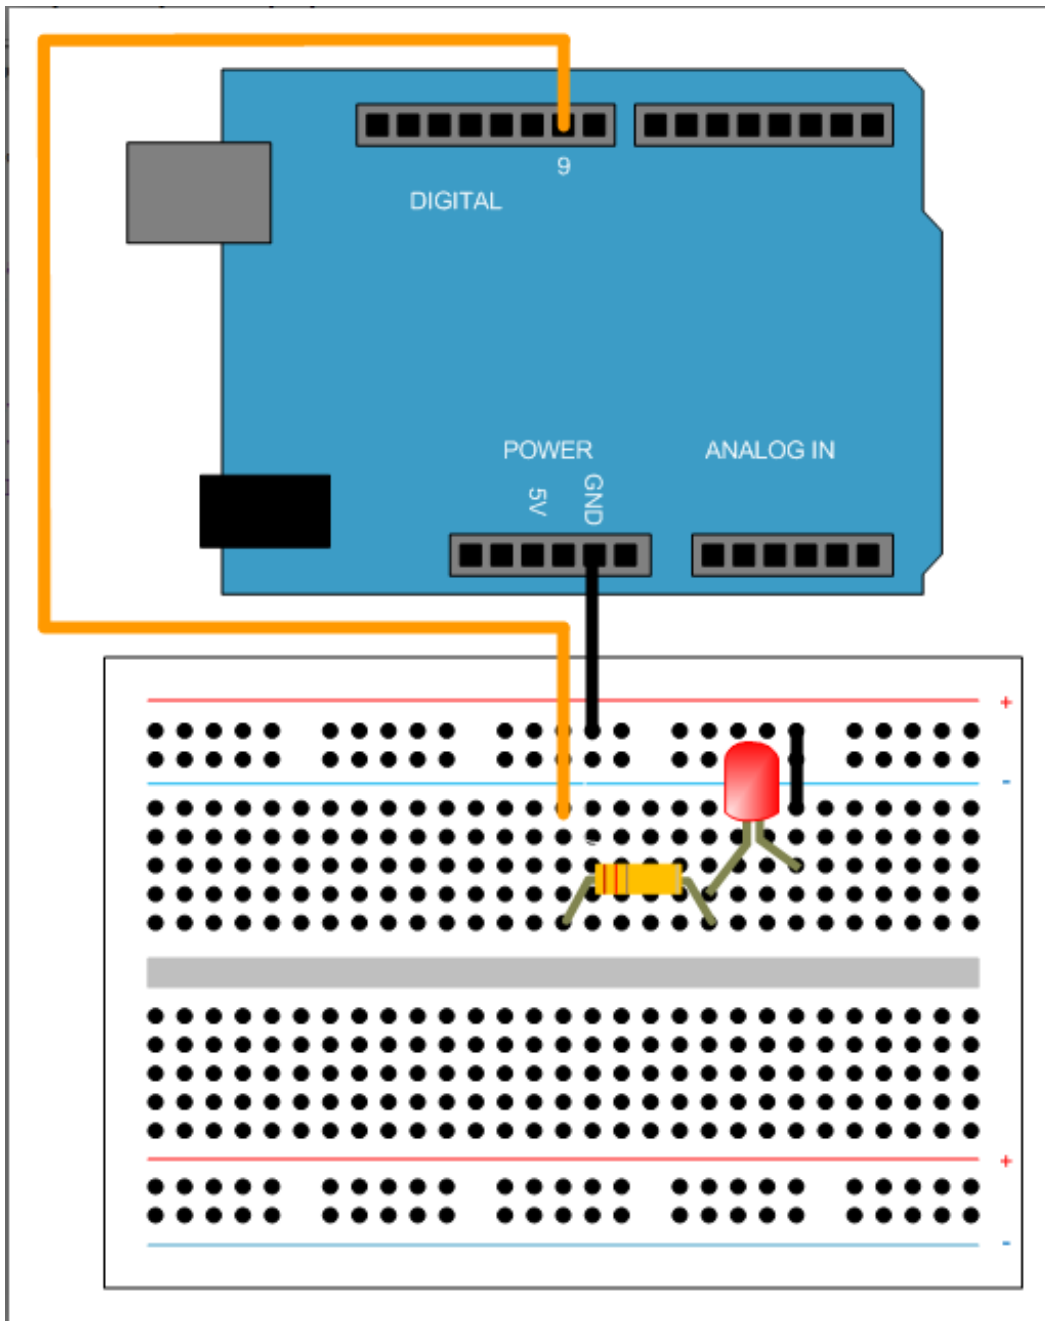 9
DIGITAL
POWER
ANALOG IN
5V
GND
+
-
+
-